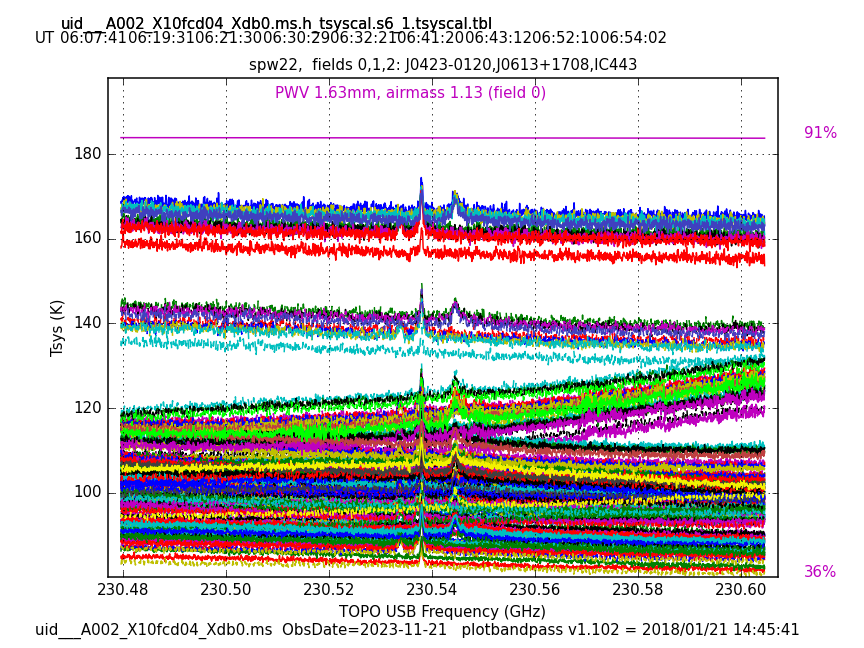 uid___A002_X10fcd04_Xdb0.ms.h_tsyscal.s6_1.tsyscal.tbl
UT 06:07:4106:19:3106:21:3006:30:2906:32:2106:41:2006:43:1206:52:1006:54:02
spw22,  fields 0,1,2: J0423-0120,J0613+1708,IC443
PWV 1.63mm, airmass 1.13 (field 0)
91%
180
160
140
120
100
Tsys (K)
36%
230.48 230.50 230.52 230.54 230.56 230.58 230.60
TOPO USB Frequency (GHz)
uid___A002_X10fcd04_Xdb0.ms  ObsDate=2023-11-21   plotbandpass v1.102 = 2018/01/21 14:45:41